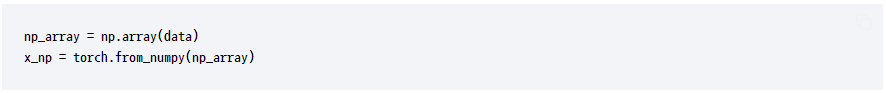 np_array = np.array(data)
x_np = torch.from_numpy(np_array)